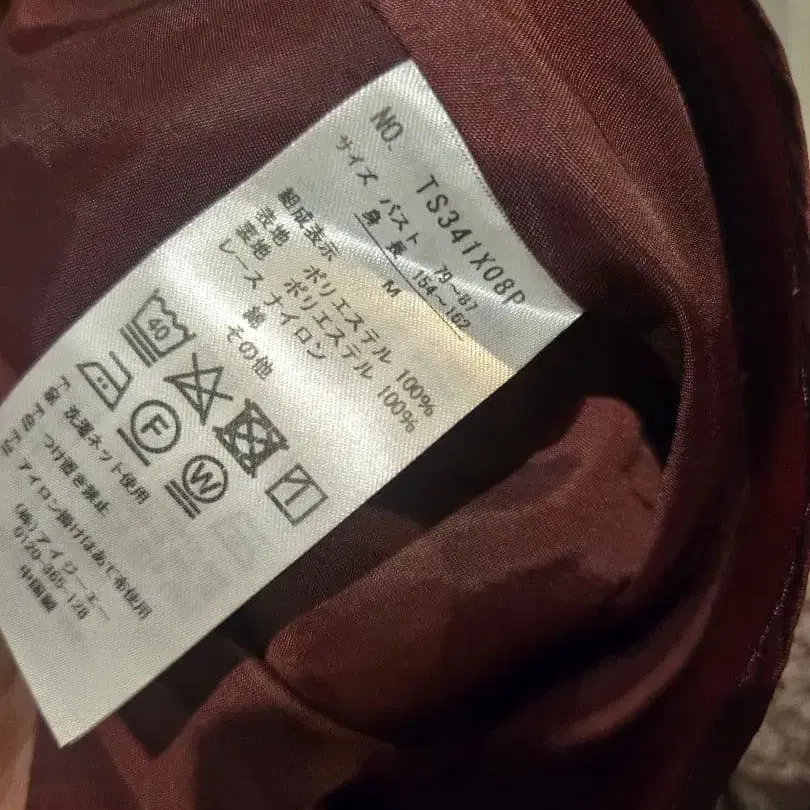 NO. TS341X08P
サイズ バスト 79~87
身長 154~162
M
組成表示
表地 ポリエステル 100%
裏地 ポリエステル 100%
レース ナイロン
綿
その他
40
F
W
洗濯ネット使用
つけ置き禁止
アイロン掛けはあて布使用
(株)アイジーエー
0120-365-128
中国製